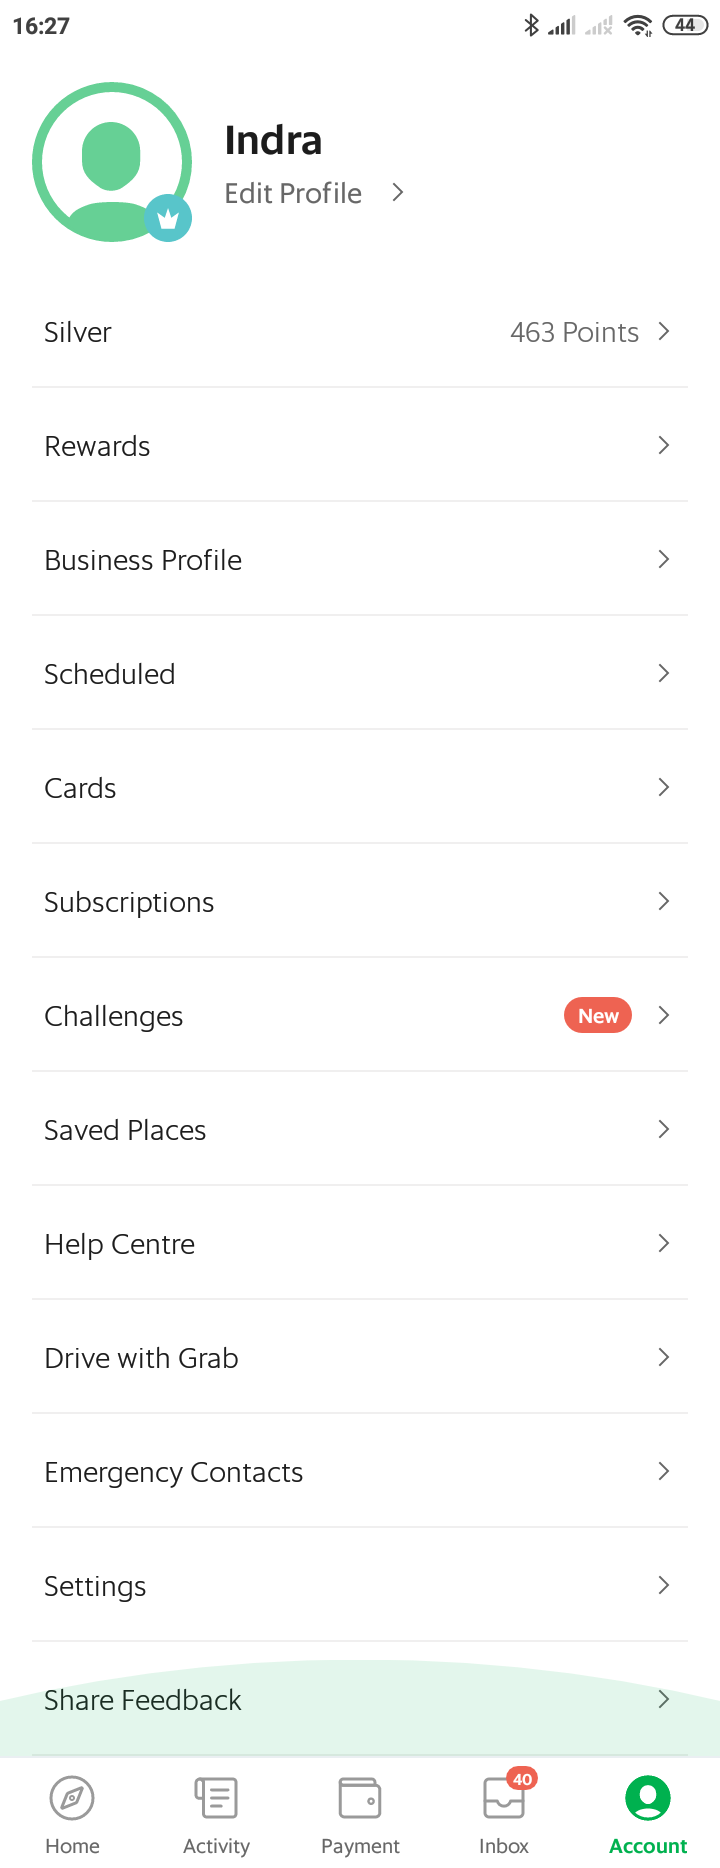 16:27
44
Indra
Edit Profile
Silver 463 Points
Rewards
Business Profile
Scheduled
Cards
Subscriptions
Challenges New
Saved Places
Help Centre
Drive with Grab
Emergency Contacts
Settings
Share Feedback
40
Home Activity Payment Inbox Account